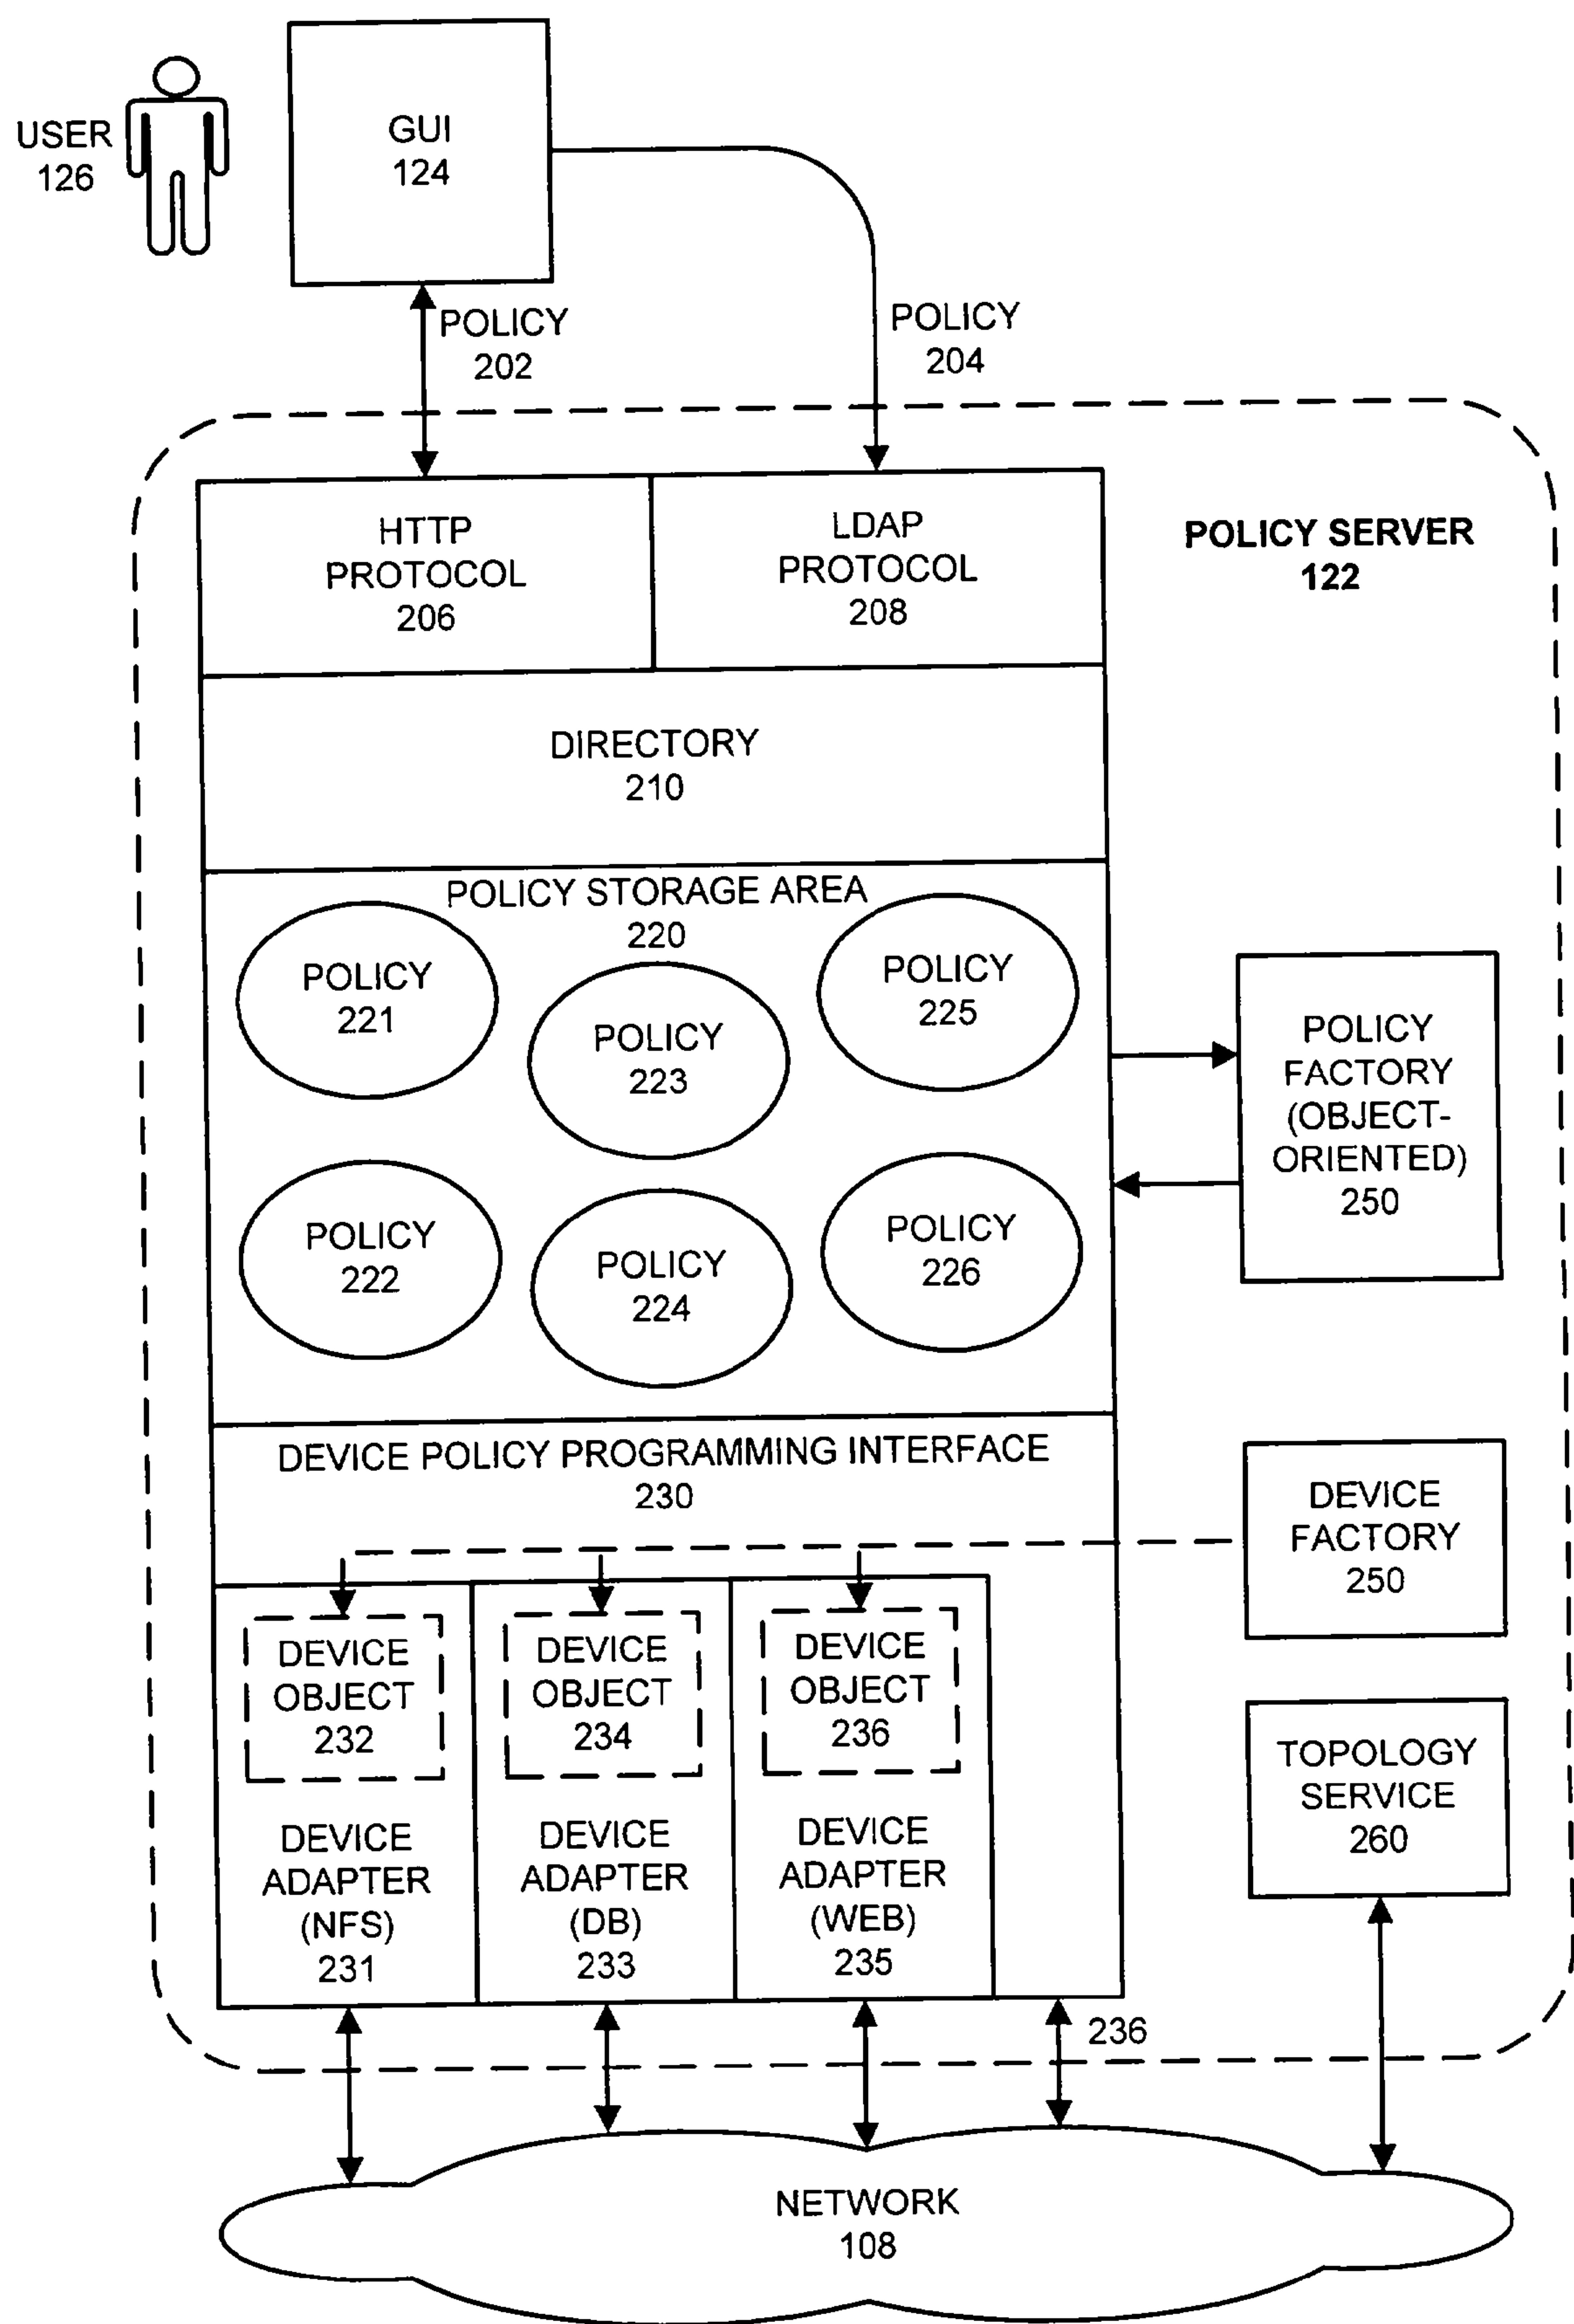 USER
126
GUI
124
POLICY
202
POLICY
204
HTTP
PROTOCOL
206
LDAP
PROTOCOL
208
POLICY SERVER
122
DIRECTORY
210
POLICY STORAGE AREA
220
POLICY
221
POLICY
223
POLICY
225
POLICY
222
POLICY
224
POLICY
226
POLICY
FACTORY
(OBJECT-
ORIENTED)
250
DEVICE POLICY PROGRAMMING INTERFACE
230
DEVICE
FACTORY
250
DEVICE
OBJECT
232
DEVICE
OBJECT
234
DEVICE
OBJECT
236
TOPOLOGY
SERVICE
260
DEVICE
ADAPTER
(NFS)
231
DEVICE
ADAPTER
(DB)
233
DEVICE
ADAPTER
(WEB)
235
236
NETWORK
108